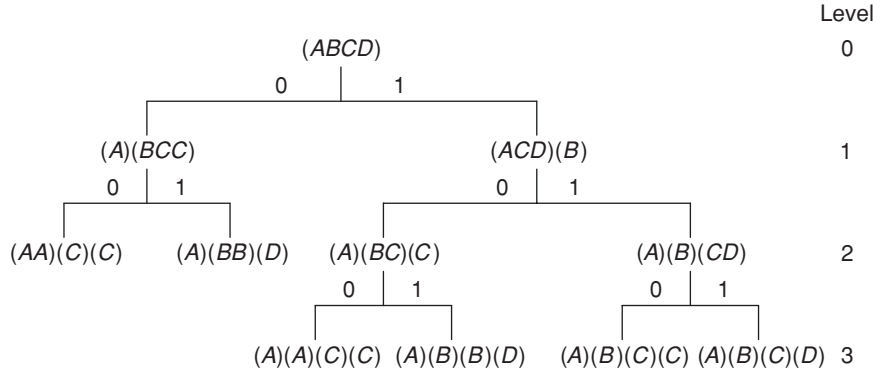 Level
(ABCD) 0
0 1
(A)(BCC) (ACD)(B) 1
0 1 0 1
(AA)(C)(C) (A)(BB)(D) (A)(BC)(C) (A)(B)(CD) 2
0 1 0 1
(A)(A)(C)(C) (A)(B)(B)(D) (A)(B)(C)(C) (A)(B)(C)(D) 3